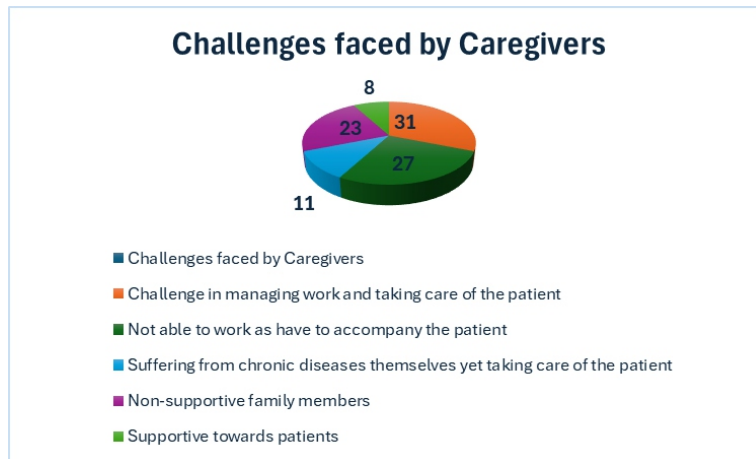 Challenges faced by Caregivers
8
23
31
27
11
Challenges faced by Caregivers
Challenge in managing work and taking care of the patient
Not able to work as have to accompany the patient
Suffering from chronic diseases themselves yet taking care of the patient
Non-supportive family members
Supportive towards patients